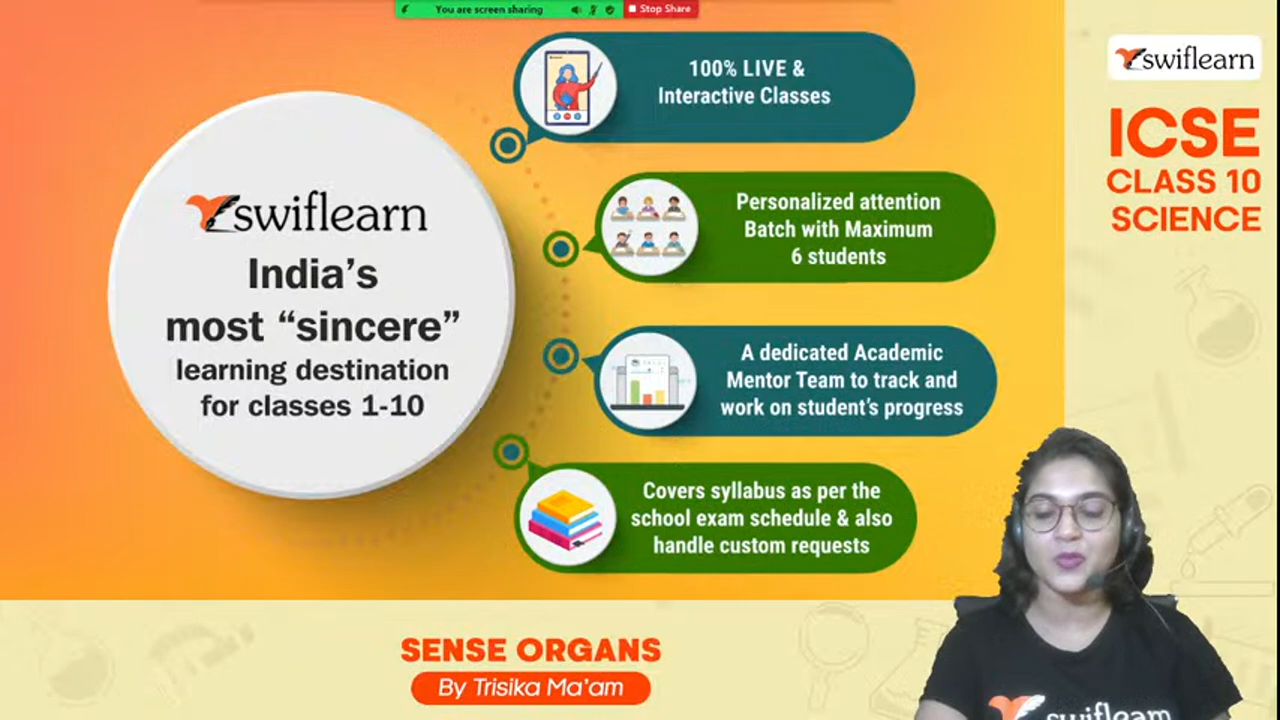 You are screen sharing
Stop Share
swiflearn
India's
most “sincere”
learning destination
for classes 1-10
100% LIVE &
Interactive Classes
Personalized attention
Batch with Maximum
6 students
A dedicated Academic
Mentor Team to track and
work on student's progress
Covers syllabus as per the
school exam schedule & also
handle custom requests
swiflearn
ICSE
CLASS 10
SCIENCE
SENSE ORGANS
By Trisika Ma'am
swiflearn